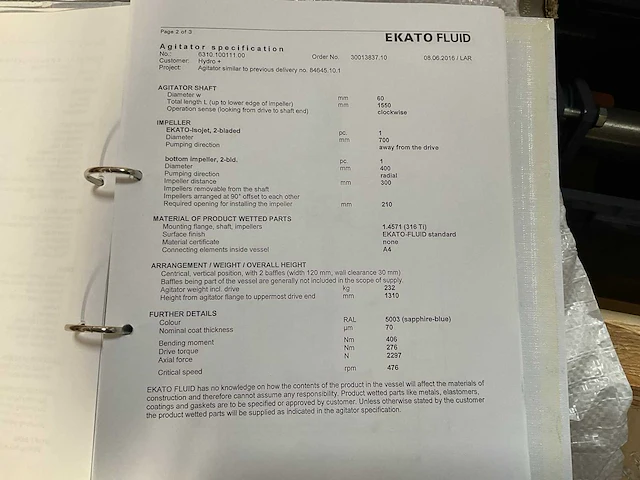 Page 2 of 3
EKATO FLUID
Agitator specification
No.: 6310.100111.00 Order No. 30013837.10 08.06.2016 / LAR
Customer: Hydro +
Project: Agitator similar to previous delivery no. 84645.10.1
AGITATOR SHAFT
Diameter w mm 60
Total length L (up to lower edge of impeller) mm 1550
Operation sense (looking from drive to shaft end) clockwise
IMPELLER
EKATO-Isojet, 2-bladed pc. 1
Diameter mm 700
Pumping direction away from the drive
bottom impeller, 2-bld. pc. 1
Diameter mm 400
Pumping direction radial
Impeller distance mm 300
Impellers removable from the shaft
Impellers arranged at 90° offset to each other
Required opening for installing the impeller mm 210
MATERIAL OF PRODUCT WETTED PARTS
Mounting flange, shaft, impellers 1.4571 (316 Ti)
Surface finish EKATO-FLUID standard
Material certificate none
Connecting elements inside vessel A4
ARRANGEMENT / WEIGHT / OVERALL HEIGHT
Centrical, vertical position, with 2 baffles (width 120 mm, wall clearance 30 mm)
Baffles being part of the vessel are generally not included in the scope of supply.
Agitator weight incl. drive kg 232
Height from agitator flange to uppermost drive end mm 1310
FURTHER DETAILS
Colour RAL 5003 (sapphire-blue)
Nominal coat thickness µm 70
Bending moment Nm 406
Drive torque Nm 276
Axial force N 2297
Critical speed rpm 476
EKATO FLUID has no knowledge on how the contents of the product in the vessel will affect the materials of
construction and therefore cannot assume any responsibility. Product wetted parts like metals, elastomers,
coatings and gaskets are to be specified or approved by customer. Unless otherwise stated by the customer
the product wetted parts will be supplied as indicated in the agitator specification.